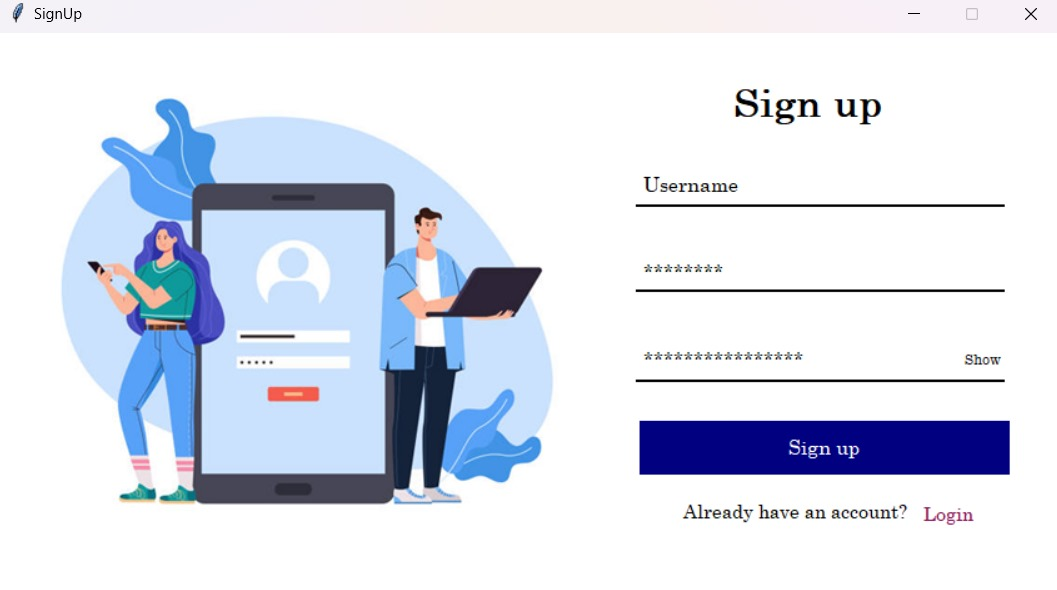 SignUp
Sign up
Username
********
**************** Show
Sign up
Already have an account? Login